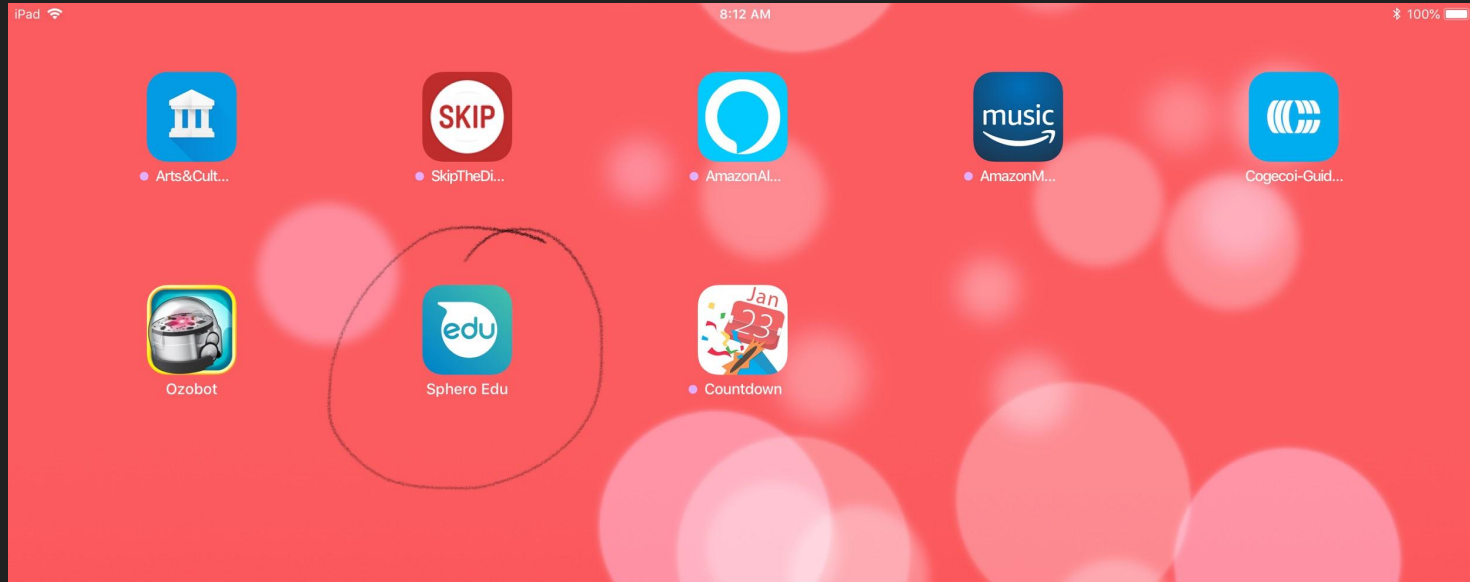 iPad 8:12 AM 100%
SKIP music
Arts&Cult... SkipTheDi... AmazonAl... AmazonM... Cogecoi-Guid...
Jan
edu 23
Ozobot Sphero Edu Countdown